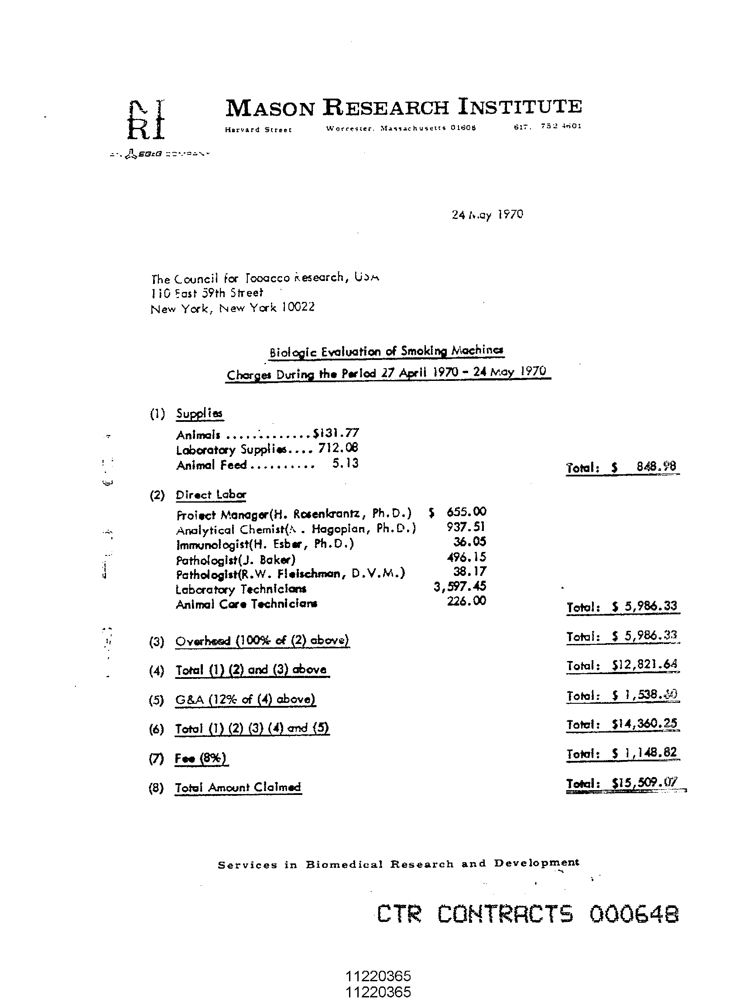 MRI
MASON RESEARCH INSTITUTE
Harvard Street Worcester, Massachusetts 01608 617, 752 4601
EG&G COMPANY
24 May 1970
The Council for Tobacco Research, USA
110 East 59th Street
New York, New York 10022
Biologic Evaluation of Smoking Machines
Charges During the Period 27 April 1970 - 24 May 1970
(1) Supplies
Animals .............$131.77
Laboratory Supplies.... 712.08
Animal Feed.......... 5.13 Total: $ 848.98
(2) Direct Labor
Project Manager(H. Rosenkrantz, Ph.D.) $ 655.00
Analytical Chemist( . Hagopian, Ph.D.) 937.51
Immunologist(H. Esber, Ph.D.) 36.05
Pathologist(J. Baker) 496.15
Pathologist(R.W. Fleischman, D.V.M.) 38.17
Laboratory Technicians 3,597.45
Animal Care Technicians 226.00 Total: $ 5,986.33
(3) Overhead (100% of (2) above) Total: $ 5,986.33
(4) Total (1) (2) and (3) above Total: $12,821.64
(5) G&A (12% of (4) above) Total: $ 1,538.
(6) Total (1) (2) (3) (4) and (5) Total: $14,360.25
(7) Fee (8%) Total: $ 1,148.82
(8) Total Amount Claimed Total: $15,509.07
Services in Biomedical Research and Development
CTR CONTRACTS 000648
11220365
11220365